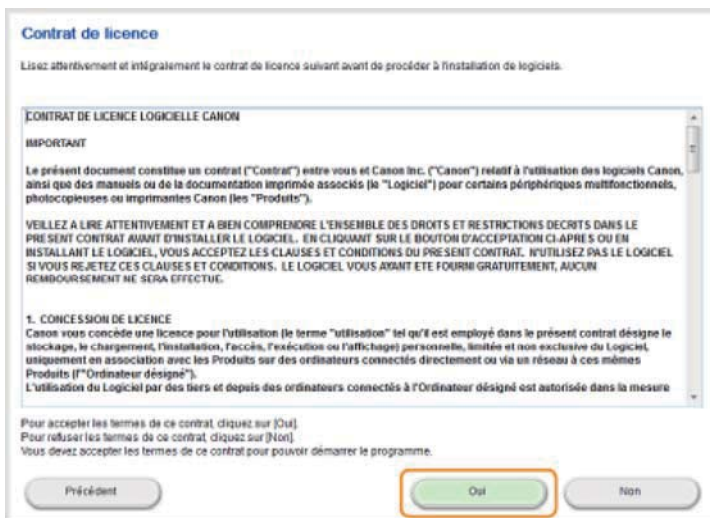 Contrat de licence
Lisez attentivement et intégralement le contrat de licence suivant avant de procéder à l'installation de logiciels.
CONTRAT DE LICENCE LOGICIELLE CANON
IMPORTANT
Le présent document constitue un contrat ("Contrat") entre vous et Canon Inc. ("Canon") relatif à l'utilisation des logiciels Canon,
ainsi que des manuels ou de la documentation imprimée associés (le "Logiciel") pour certains périphériques multifonctionnels,
photocopieuses ou imprimantes Canon (les "Produits").
VEILLEZ A LIRE ATTENTIVEMENT ET A BIEN COMPRENDRE L'ENSEMBLE DES DROITS ET RESTRICTIONS DECRITS DANS LE
PRESENT CONTRAT AVANT D'INSTALLER LE LOGICIEL. EN CLIQUANT SUR LE BOUTON D'ACCEPTATION CI-APRES OU EN
INSTALLANT LE LOGICIEL, VOUS ACCEPTEZ LES CLAUSES ET CONDITIONS DU PRESENT CONTRAT. N'UTILISEZ PAS LE LOGICIEL
SI VOUS REJETEZ CES CLAUSES ET CONDITIONS. LE LOGICIEL VOUS AYANT ETE FOURNI GRATUITEMENT, AUCUN
REMBOURSEMENT NE SERA EFFECTUE.
1. CONCESSION DE LICENCE
Canon vous concède une licence pour l'utilisation (le terme "utilisation" tel qu'il est employé dans le présent contrat désigne le
stockage, le chargement, l'installation, l'accès, l'exécution ou l'affichage) personnelle, limitée et non exclusive du Logiciel,
uniquement en association avec les Produits sur des ordinateurs connectés directement ou via un réseau à ces mêmes
Produits (l'"Ordinateur désigné").
L'utilisation du Logiciel par des tiers et depuis des ordinateurs connectés à l'Ordinateur désigné est autorisée dans la mesure
Pour accepter les termes de ce contrat, cliquez sur [Oui].
Pour refuser les termes de ce contrat, cliquez sur [Non].
Vous devez accepter les termes de ce contrat pour pouvoir démarrer le programme.
Précédent Oui Non